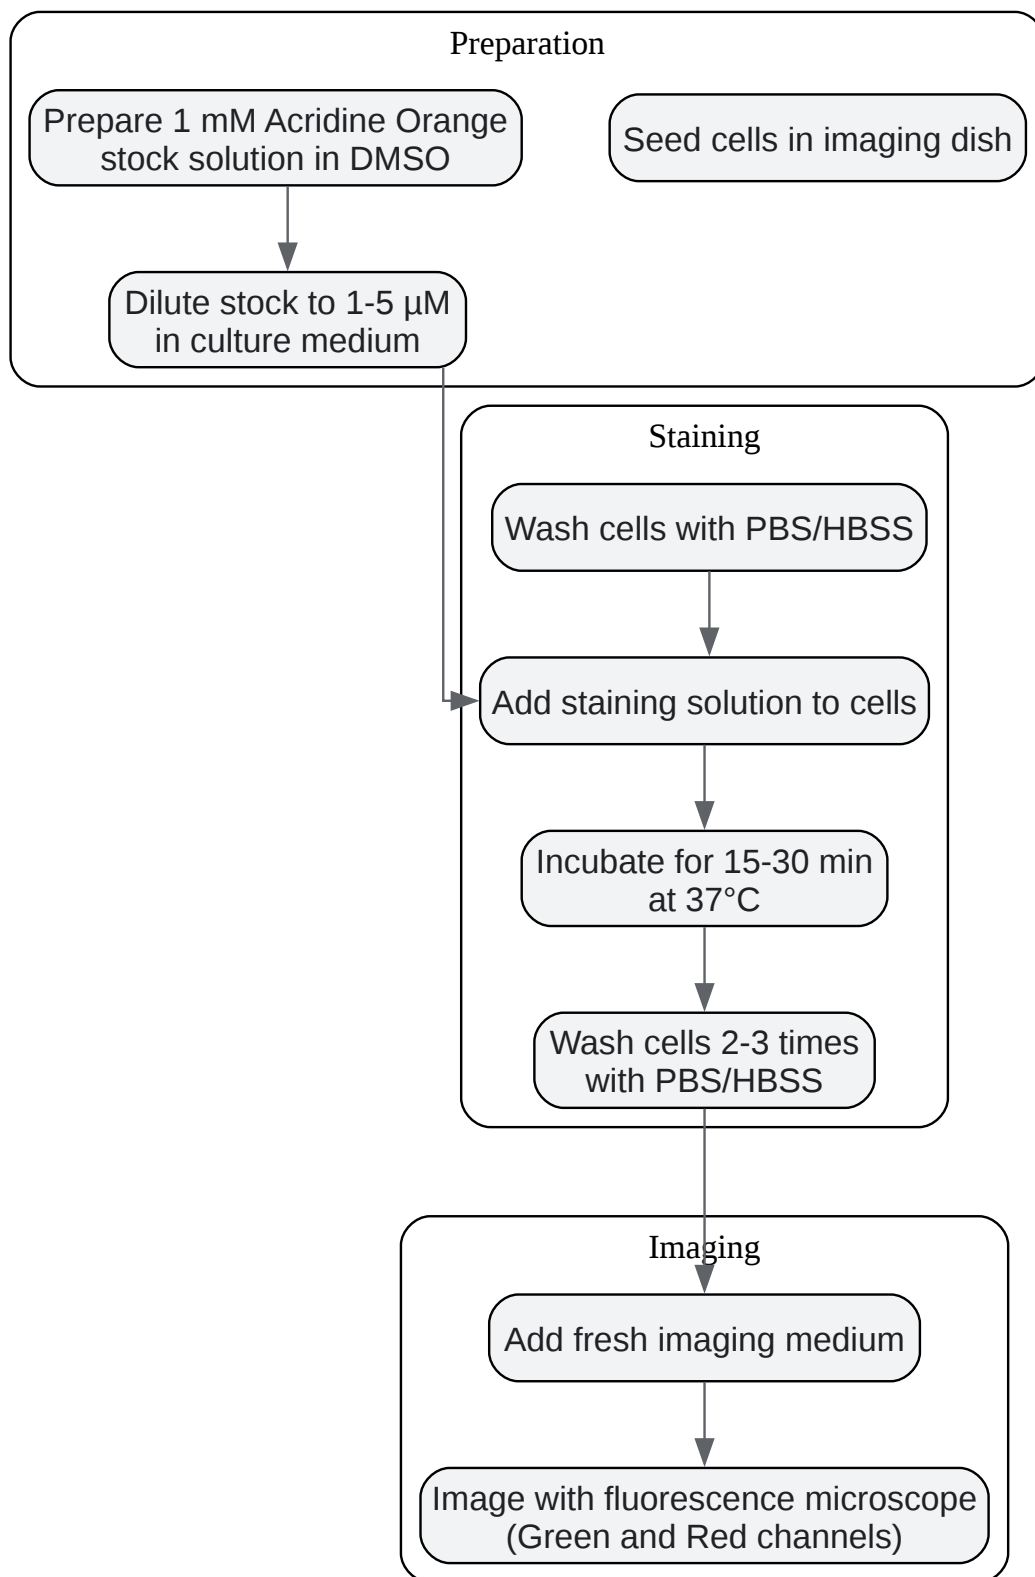 Preparation
Prepare 1 mM Acridine Orange
stock solution in DMSO
Seed cells in imaging dish
Dilute stock to 1-5 µM
in culture medium
Staining
Wash cells with PBS/HBSS
Add staining solution to cells
Incubate for 15-30 min
at 37°C
Wash cells 2-3 times
with PBS/HBSS
Imaging
Add fresh imaging medium
Image with fluorescence microscope
(Green and Red channels)